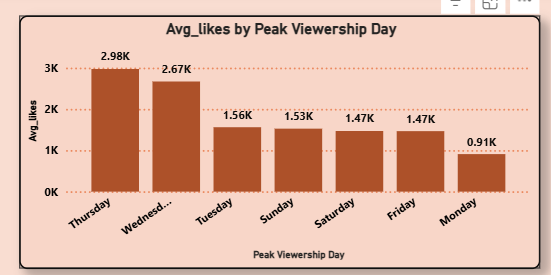 Avg_likes by Peak Viewership Day
Avg_likes
3K
2K
1K
0K
2.98K
2.67K
1.56K
1.53K
1.47K
1.47K
0.91K
Thursday
Wednesd...
Tuesday
Sunday
Saturday
Friday
Monday
Peak Viewership Day